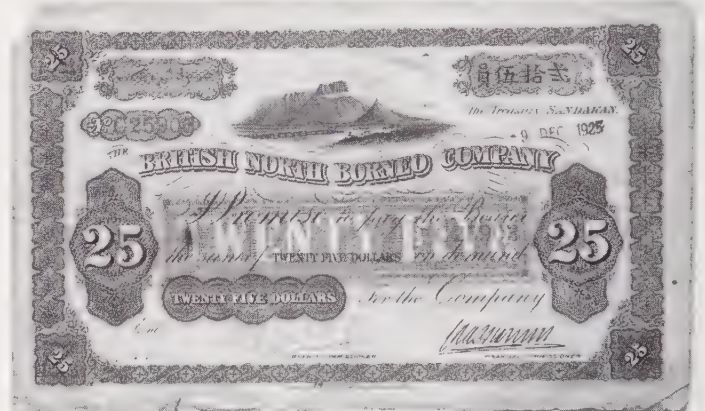 25 25
員伍拾弍
the Treasury SANDAKAN.
9 DEC 1925
THE
BRITISH NORTH BORNEO COMPANY
I Promise to pay the Bearer
TWENTY FIVE
25 25
the sum of TWENTY FIVE DOLLARS on demand
TWENTY FIVE DOLLARS For the Company
25 25